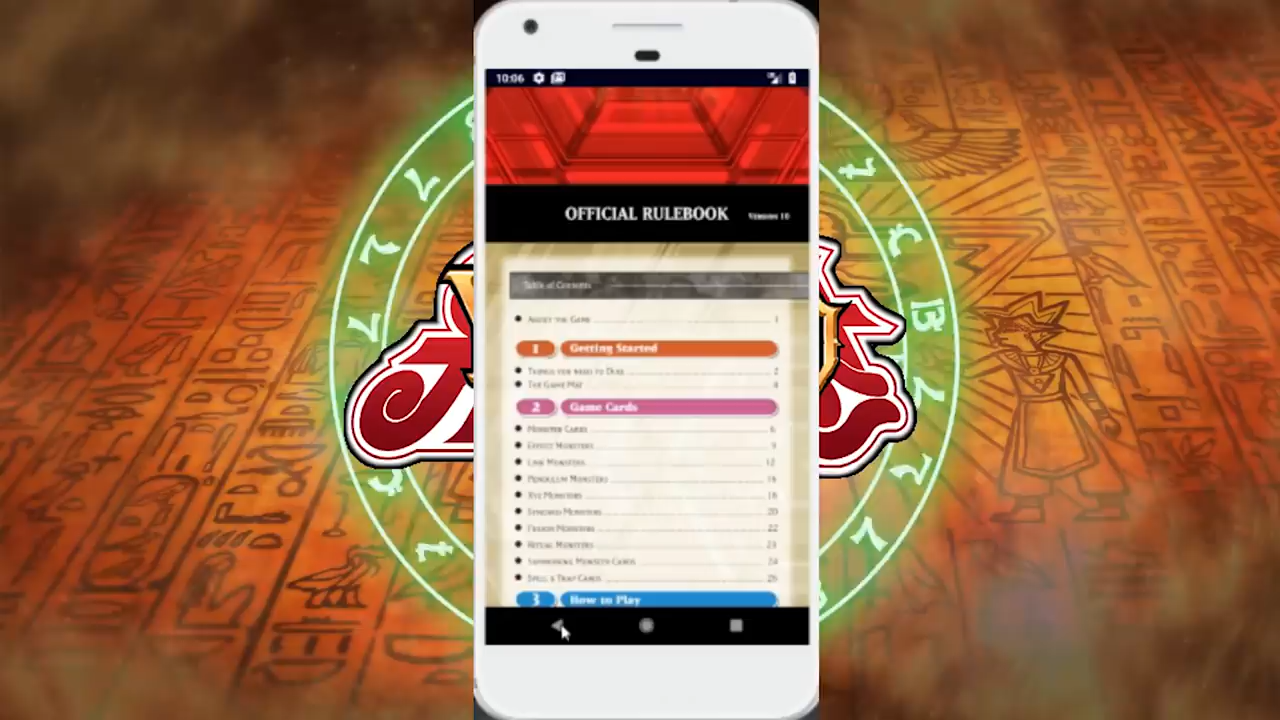 10:06
OFFICIAL RULEBOOK Version 10
Table of Contents
About the Game 1
1 Getting Started
Things you need to Duel 2
The Game Mat 4
2 Game Cards
Monster Cards 6
Effect Monsters 9
Link Monsters 12
Pendulum Monsters 16
Xyz Monsters 18
Synchro Monsters 20
Fusion Monsters 22
Ritual Monsters 23
Summoning Monster Cards 24
Spell & Trap Cards 26
3 How to Play